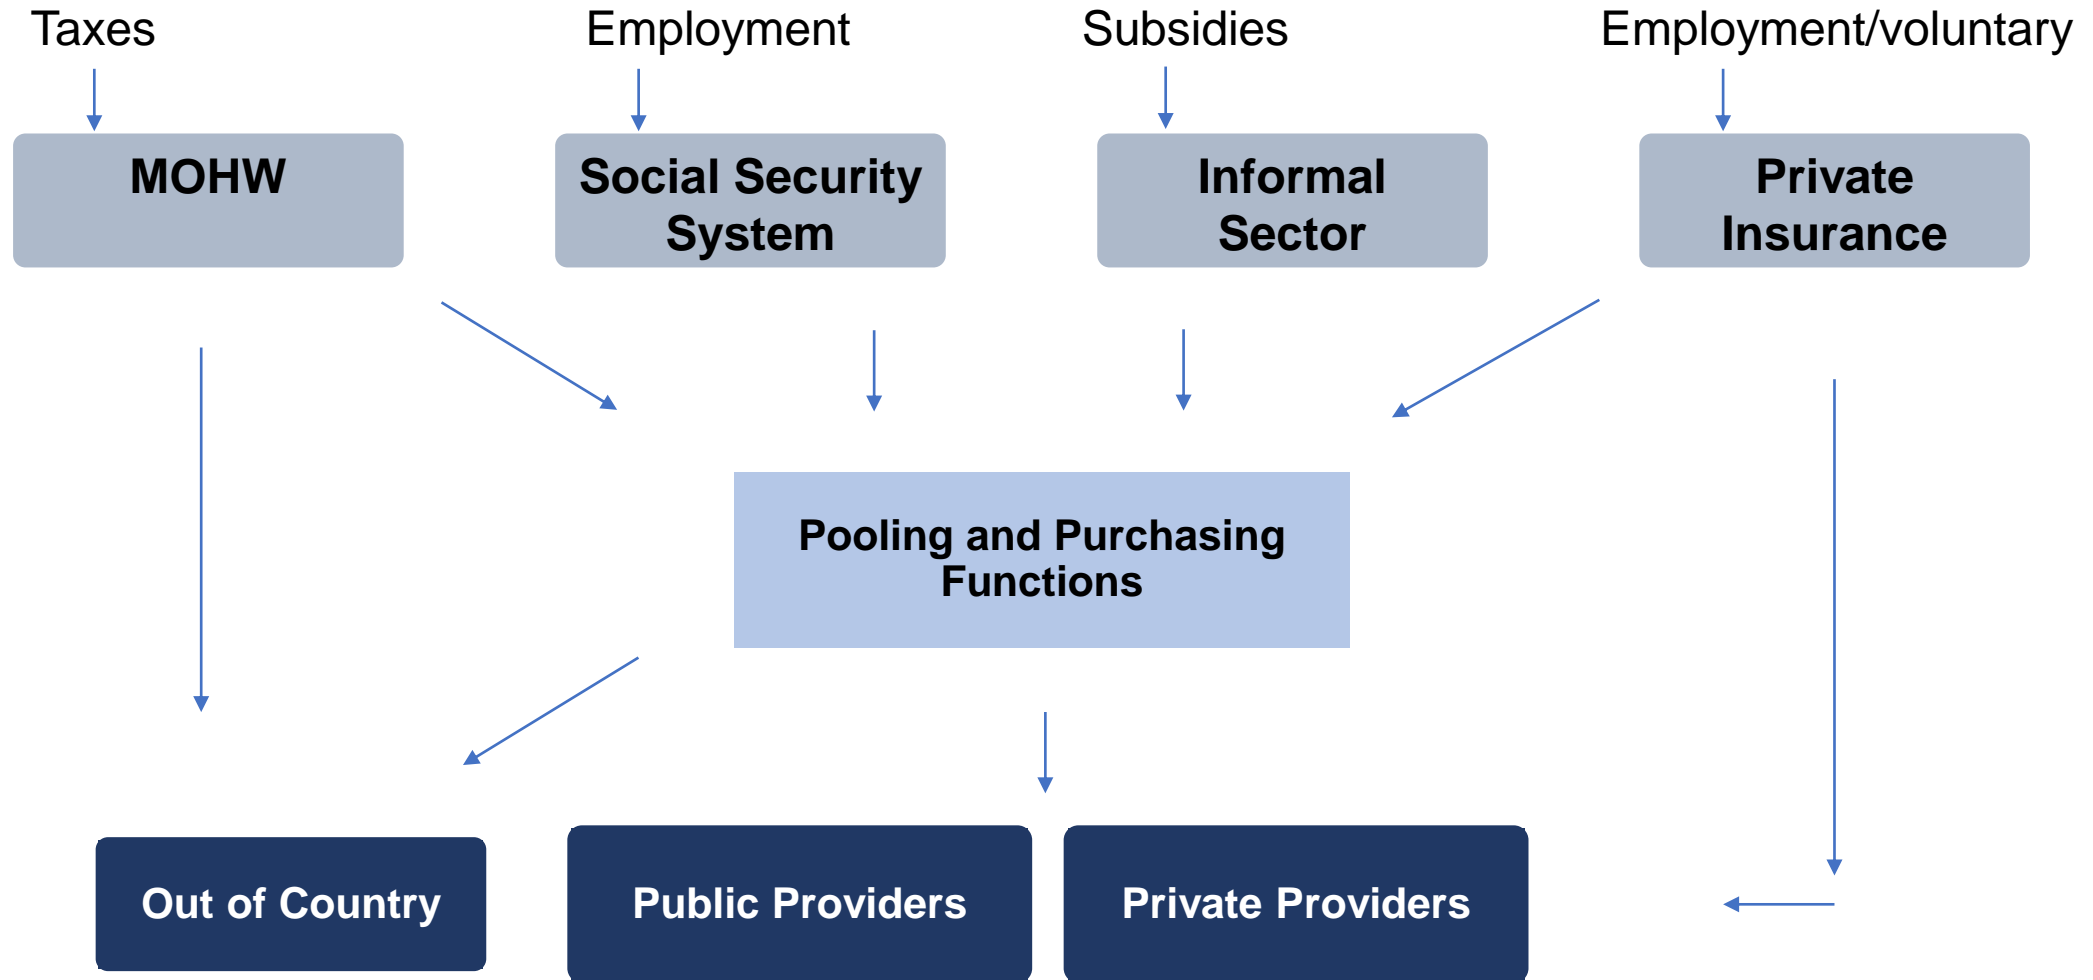 Taxes
Employment
Subsidies
Employment/voluntary
MOHW
Social Security
System
Informal
Sector
Private
Insurance
Pooling and Purchasing
Functions
Out of Country
Public Providers
Private Providers